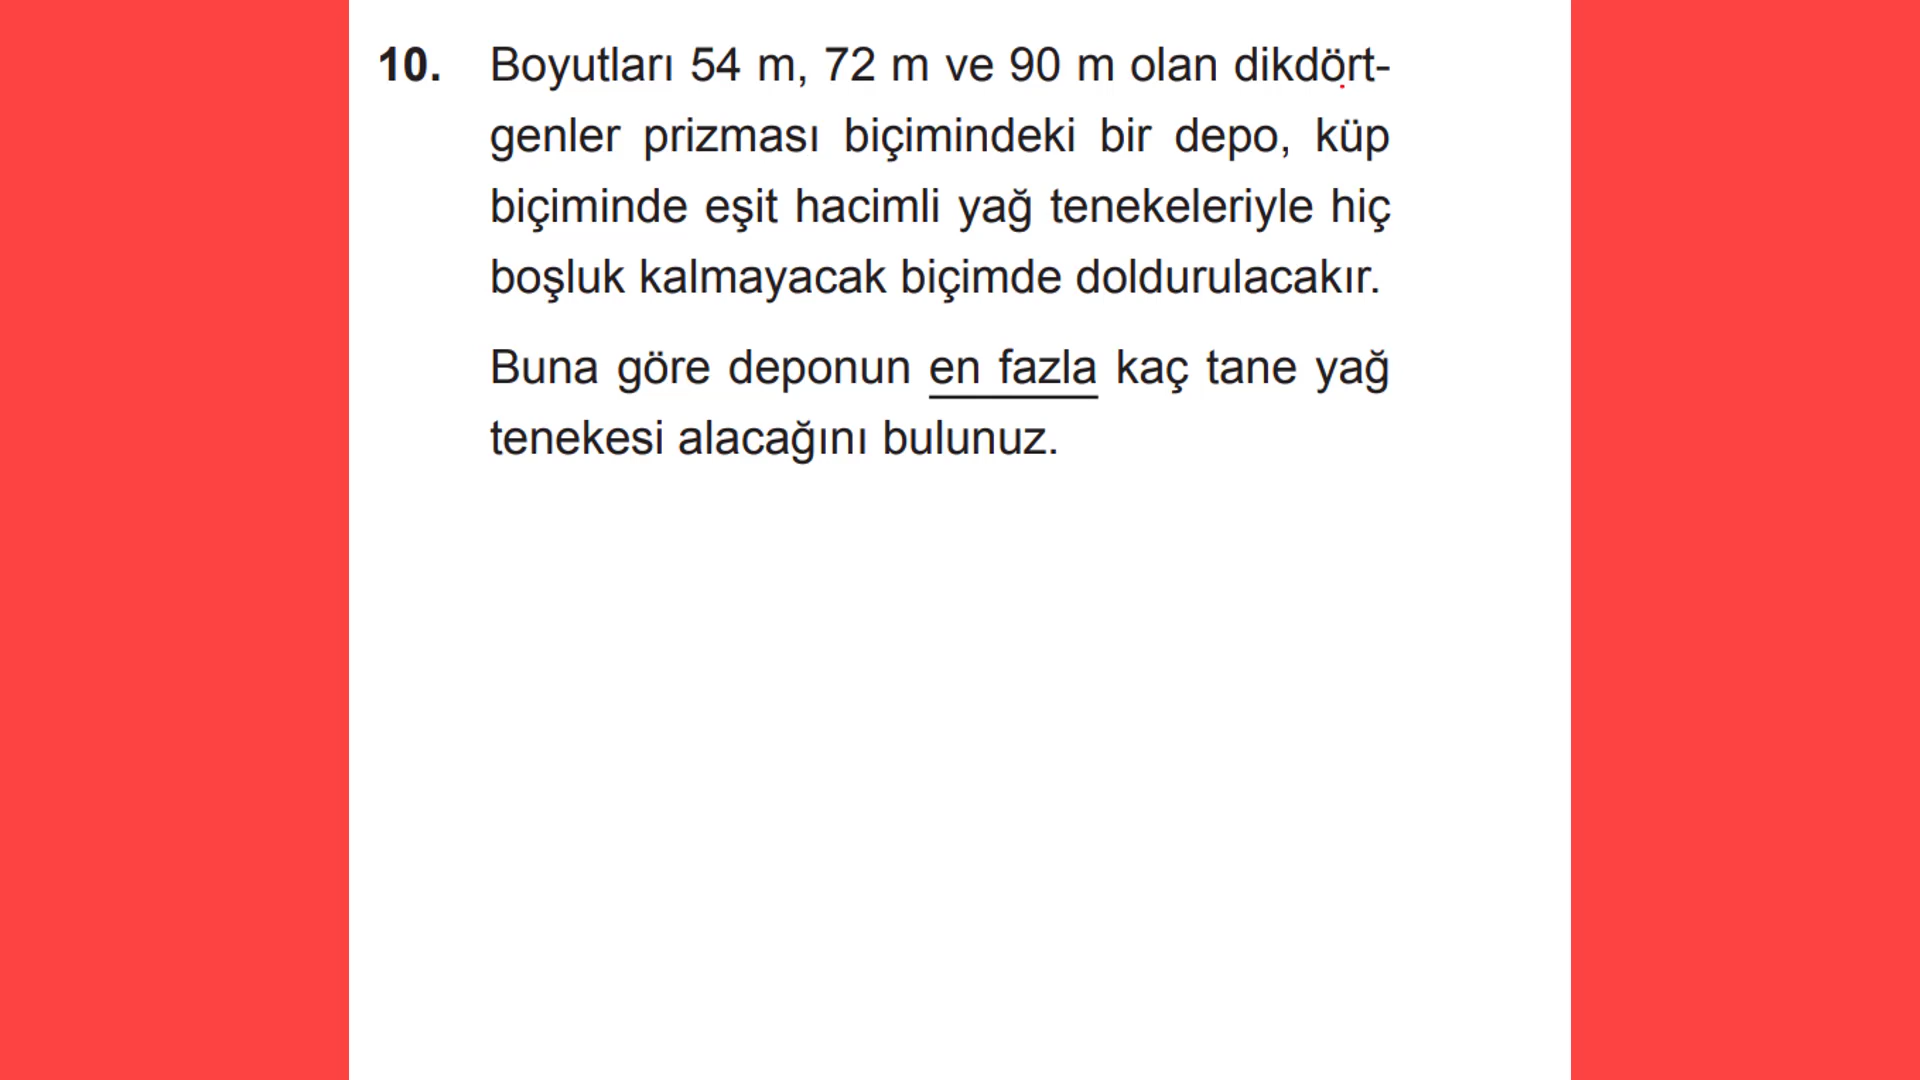 10. Boyutları 54 m, 72 m ve 90 m olan dikdört-
genler prizması biçimindeki bir depo, küp
biçiminde eşit hacimli yağ tenekeleriyle hiç
boşluk kalmayacak biçimde doldurulacakır.
Buna göre deponun en fazla kaç tane yağ
tenekesi alacağını bulunuz.